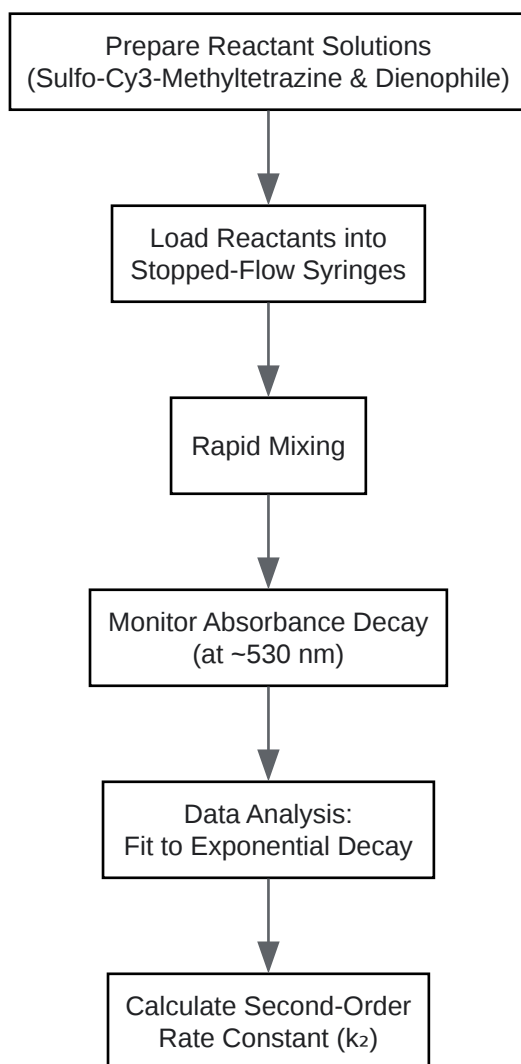 Prepare Reactant Solutions
(Sulfo-Cy3-Methyltetrazine & Dienophile)
Load Reactants into
Stopped-Flow Syringes
Rapid Mixing
Monitor Absorbance Decay
(at ~530 nm)
Data Analysis:
Fit to Exponential Decay
Calculate Second-Order
Rate Constant (k₂)